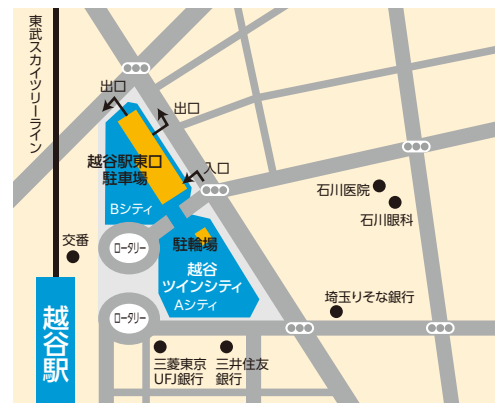 東武スカイツリーライン
出口
出口
越谷駅東口
駐車場
入口
Bシティ
石川医院
石川眼科
交番
ロータリー
駐輪場
越谷
ツインシティ
Aシティ
埼玉りそな銀行
ロータリー
越谷駅
三菱東京
UFJ銀行
三井住友
銀行